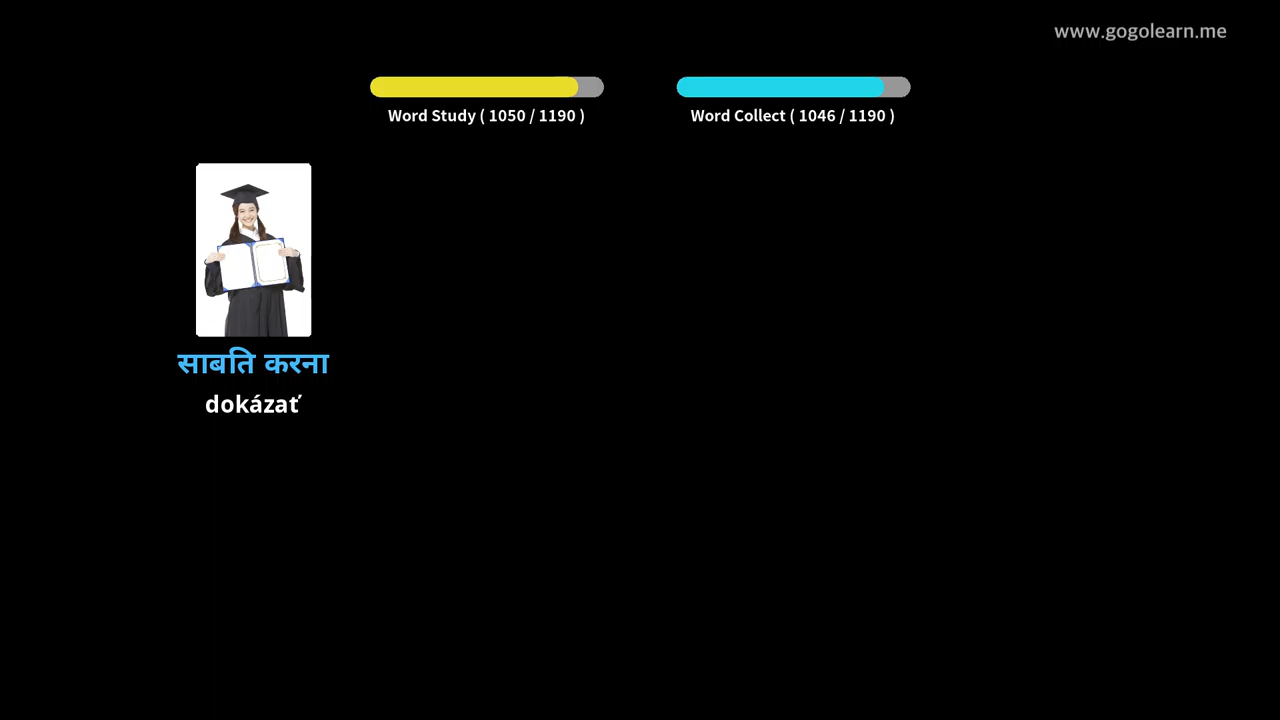 www.gogolearn.me
Word Study ( 1050 / 1190 )
Word Collect ( 1046 / 1190 )
साबति करना
dokázať